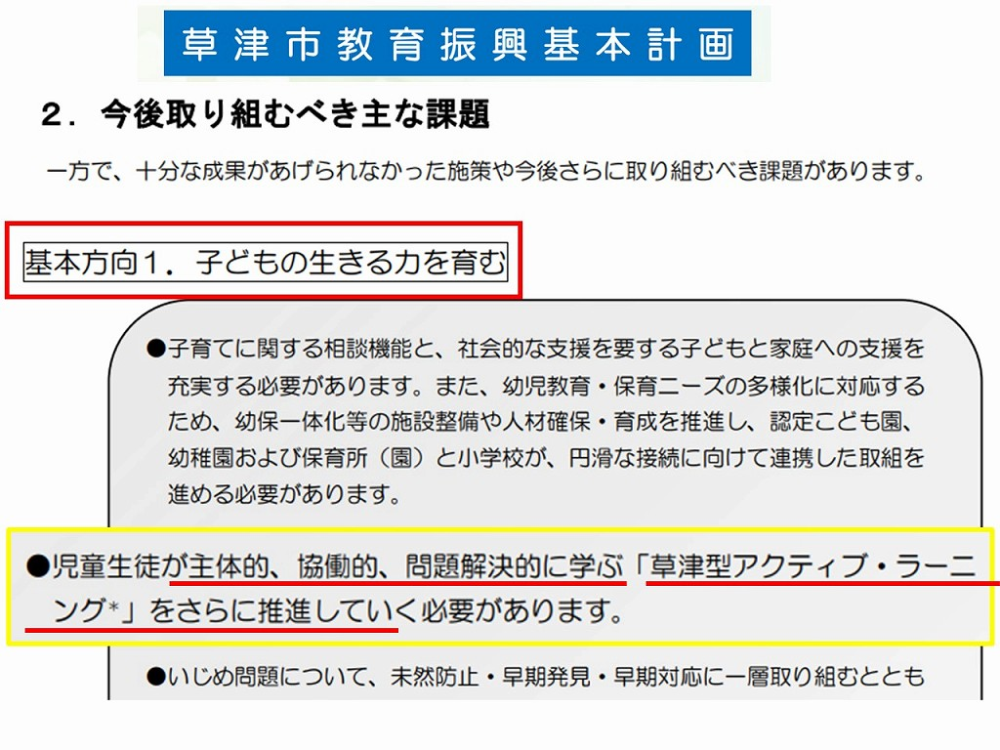 草津市教育振興基本計画
２．今後取り組むべき主な課題
一方で、十分な成果があげられなかった施策や今後さらに取り組むべき課題があります。
基本方向１．子どもの生きる力を育む
●子育てに関する相談機能と、社会的な支援を要する子どもと家庭への支援を
充実する必要があります。また、幼児教育・保育ニーズの多様化に対応する
ため、幼保一体化等の施設整備や人材確保・育成を推進し、認定こども園、
幼稚園および保育所（園）と小学校が、円滑な接続に向けて連携した取組を
進める必要があります。
●児童生徒が主体的、協働的、問題解決的に学ぶ「草津型アクティブ・ラーニ
ング*」をさらに推進していく必要があります。
●いじめ問題について、未然防止・早期発見・早期対応に一層取り組むととも